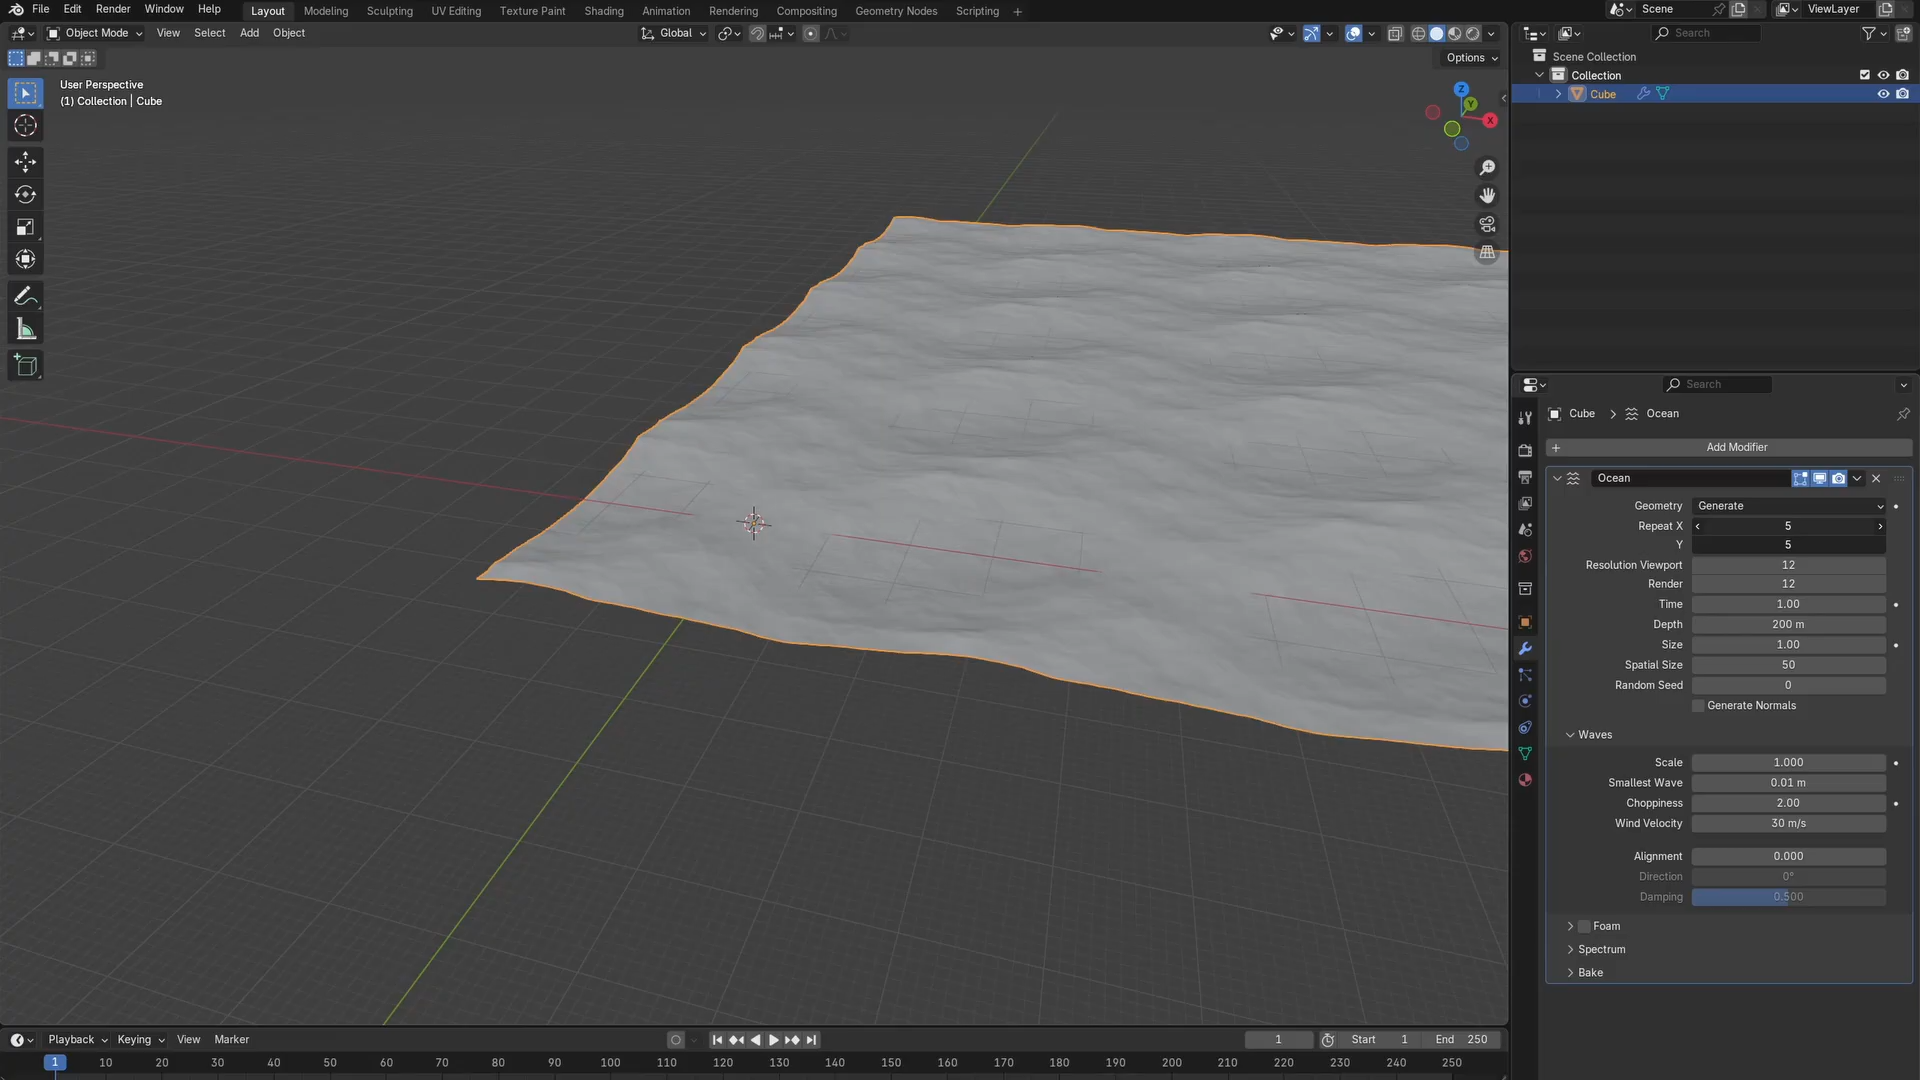 File Edit Render Window Help Layout Modeling Sculpting UV Editing Texture Paint Shading Animation Rendering Compositing Geometry Nodes Scripting + Scene ViewLayer
Object Mode View Select Add Object Global Search
Options
User Perspective
(1) Collection | Cube
Z
Y
X
Scene Collection
Collection
Cube
Search
Cube > Ocean
+ Add Modifier
Ocean
Geometry Generate
Repeat X 5
Y 5
Resolution Viewport 12
Render 12
Time 1.00
Depth 200 m
Size 1.00
Spatial Size 50
Random Seed 0
Generate Normals
Waves
Scale 1.000
Smallest Wave 0.01 m
Choppiness 2.00
Wind Velocity 30 m/s
Alignment 0.000
Direction 0°
Damping 0.500
Foam
Spectrum
Bake
Playback Keying View Marker 1 Start 1 End 250
1 10 20 30 40 50 60 70 80 90 100 110 120 130 140 150 160 170 180 190 200 210 220 230 240 250